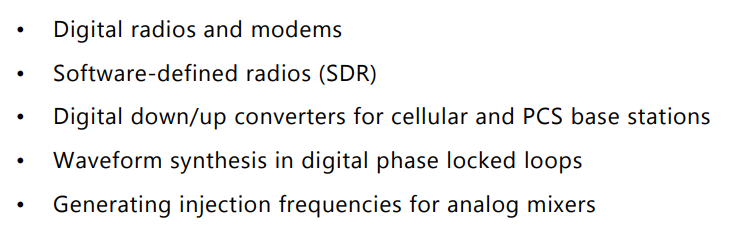 • Digital radios and modems
• Software-defined radios (SDR)
• Digital down/up converters for cellular and PCS base stations
• Waveform synthesis in digital phase locked loops
• Generating injection frequencies for analog mixers